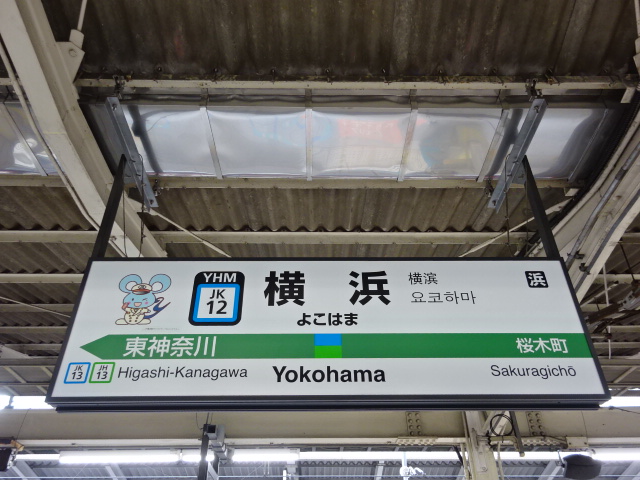 YHM
JK
12
横浜
横滨
요코하마
浜
よこはま
東神奈川
桜木町
JK
13
JH
13
Higashi-Kanagawa
Yokohama
Sakuragichō